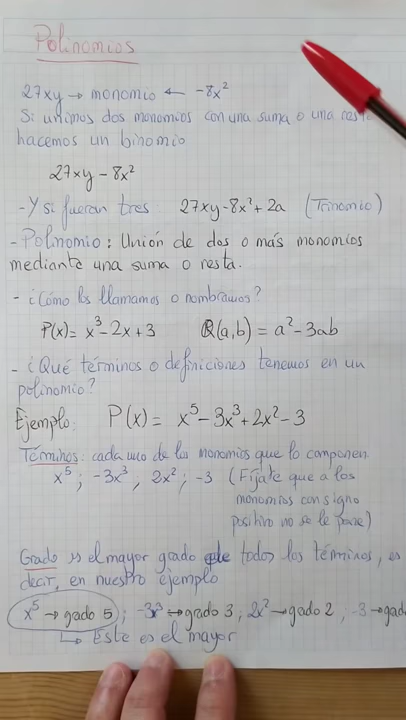 Polinomios
27xy → monomio ← -8x²
Si unimos dos monomios con una suma o una resta
hacemos un binomio
27xy - 8x²
- Y si fueran tres 27xy - 8x² + 2a (Trinomio)
- Polinomio: Unión de dos o más monomios
mediante una suma o resta.
- ¿Cómo los llamamos o nombramos?
P(x) = x³ - 2x + 3 Q(a,b) = a² - 3ab
- ¿Qué términos o definiciones tenemos en un
polinomio?
Ejemplo: P(x) = x⁵ - 3x³ + 2x² - 3
Términos: cada uno de los monomios que lo componen
x⁵ ; -3x³, 2x² ; -3 (Fíjate que a los
monomios con signo
positivo no se le pone)
Grado es el mayor grado de todos los términos, es
decir, en nuestro ejemplo
x⁵ → grado 5 ; -3x³ → grado 3 ; 2x² → grado 2, -3 → grad
↳ Este es el mayor